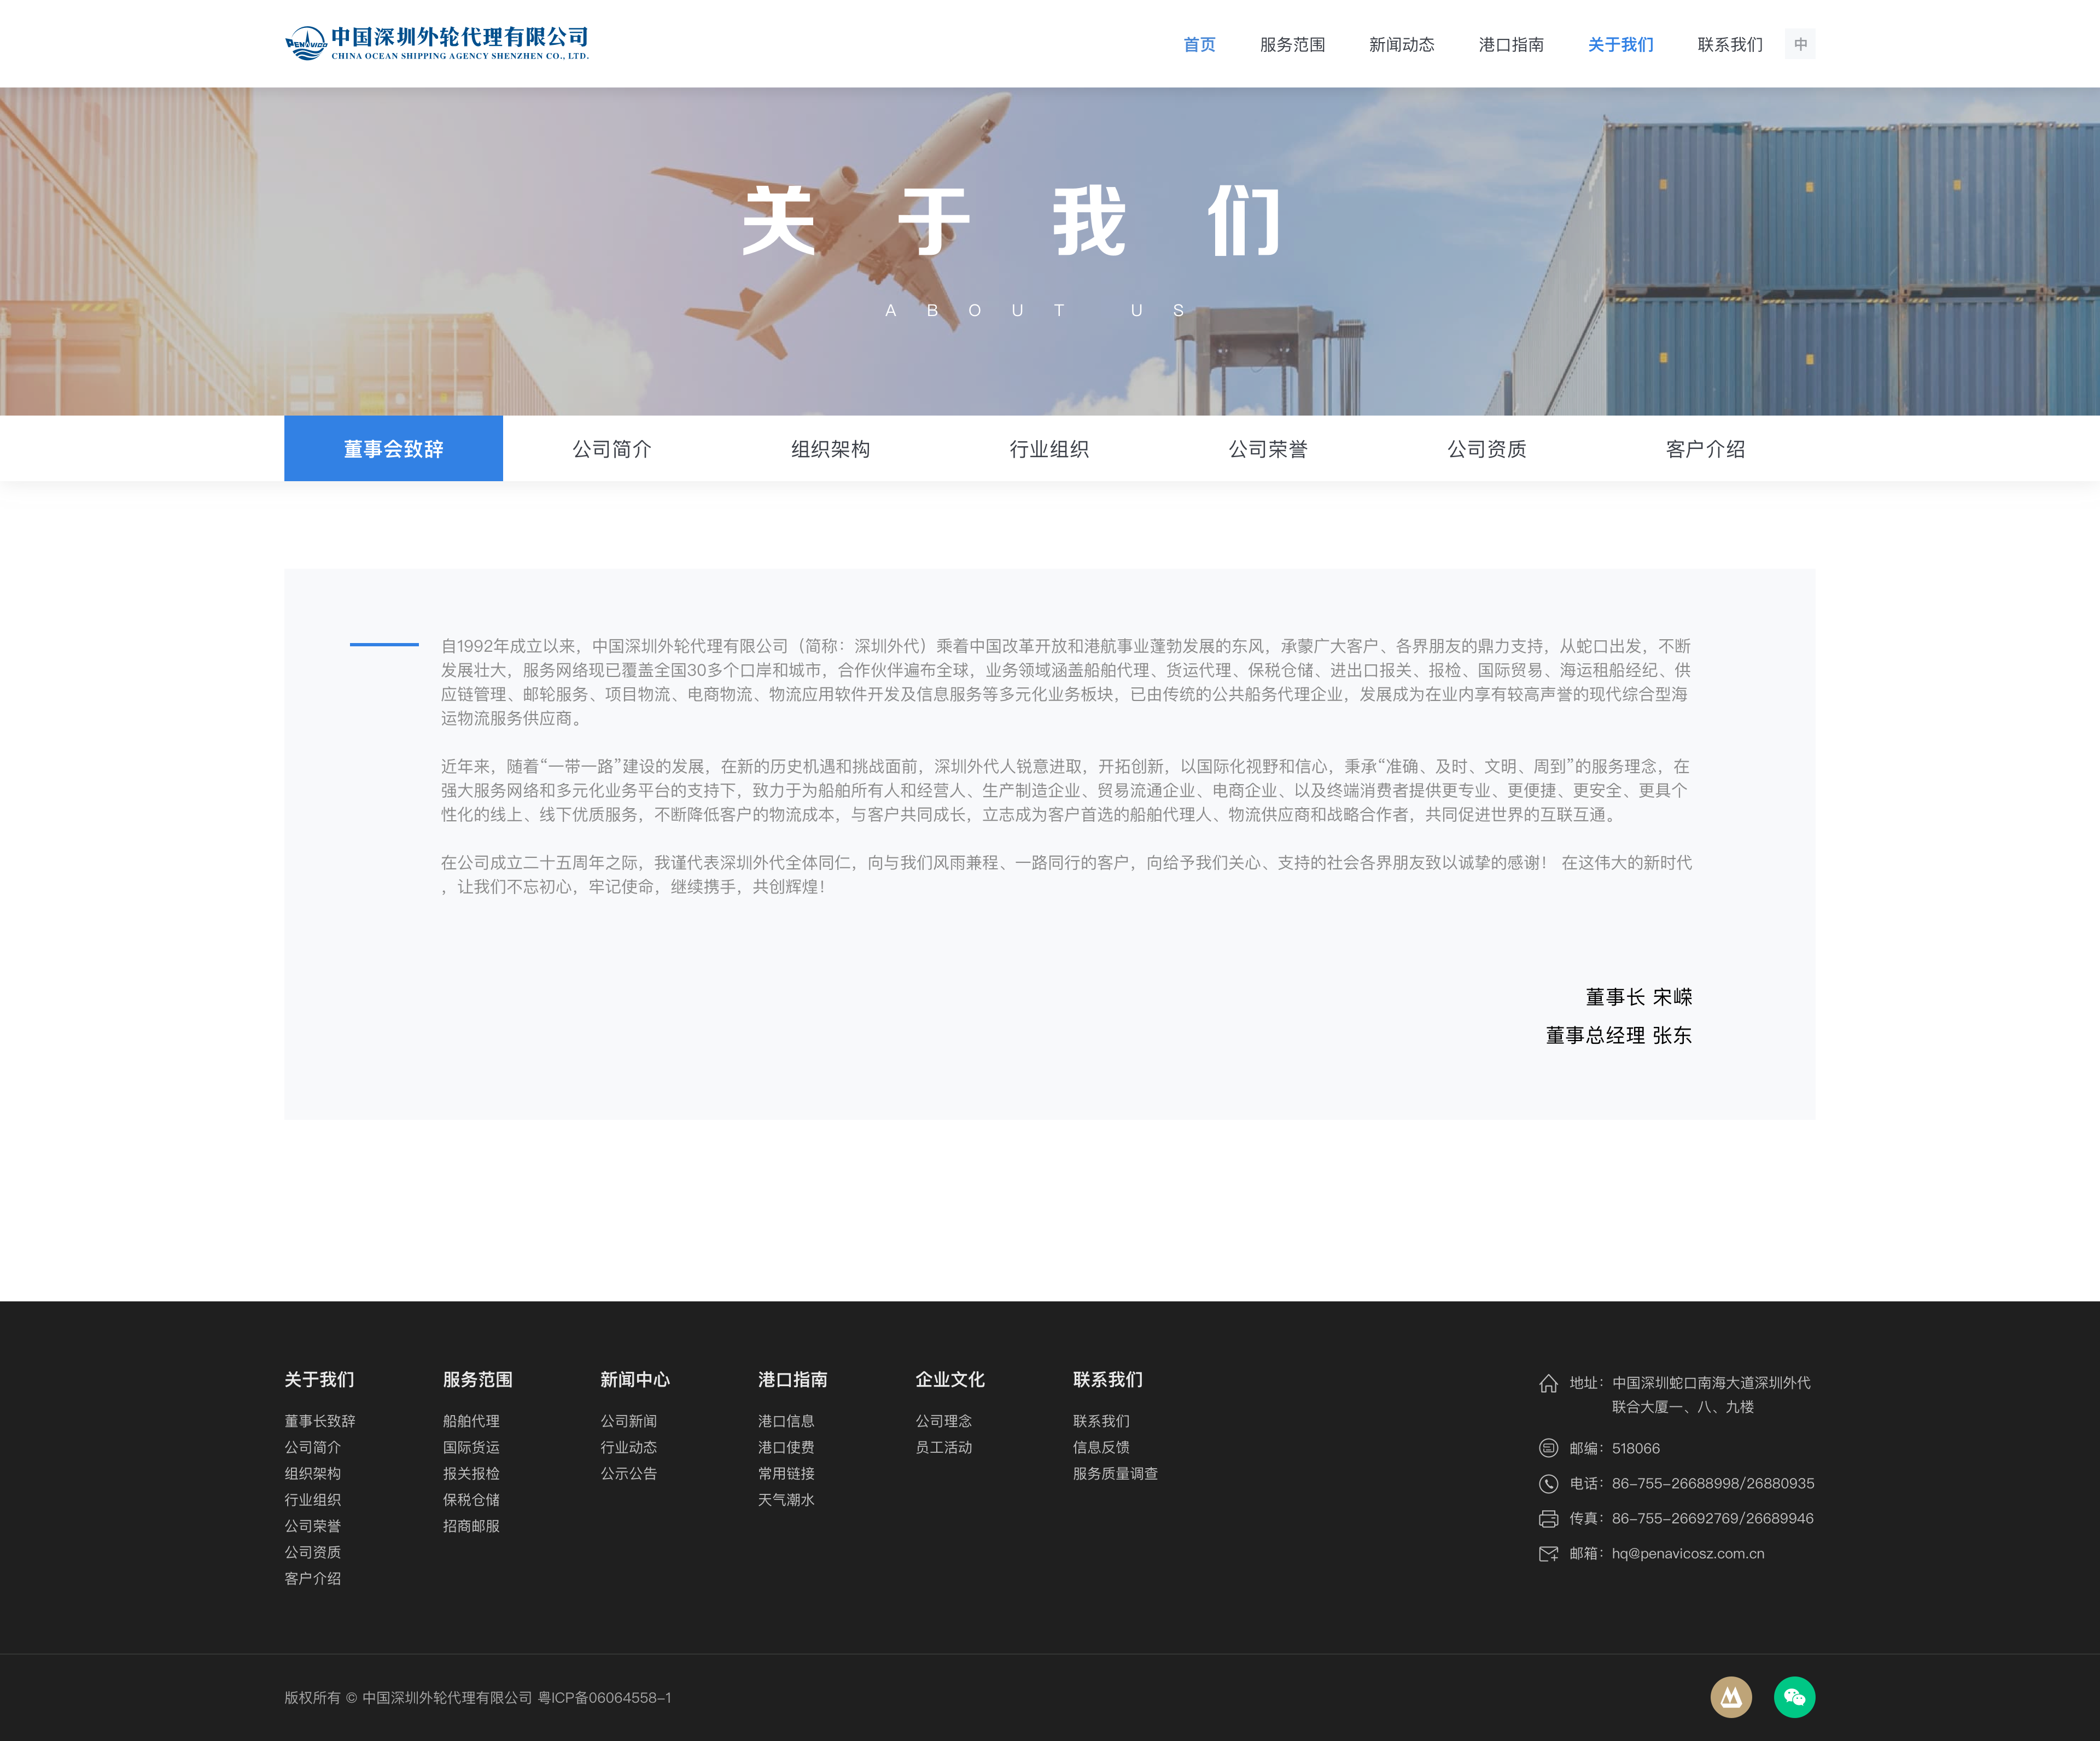 PENAVICO
中国深圳外轮代理有限公司
CHINA OCEAN SHIPPING AGENCY SHENZHEN CO., LTD.
首页 服务范围 新闻动态 港口指南 关于我们 联系我们 中
关于我们
ABOUT US
董事会致辞 公司简介 组织架构 行业组织 公司荣誉 公司资质 客户介绍
自1992年成立以来，中国深圳外轮代理有限公司（简称：深圳外代）乘着中国改革开放和港航事业蓬勃发展的东风，承蒙广大客户、各界朋友的鼎力支持，从蛇口出发，不断
发展壮大，服务网络现已覆盖全国30多个口岸和城市，合作伙伴遍布全球，业务领域涵盖船舶代理、货运代理、保税仓储、进出口报关、报检、国际贸易、海运租船经纪、供
应链管理、邮轮服务、项目物流、电商物流、物流应用软件开发及信息服务等多元化业务板块，已由传统的公共船务代理企业，发展成为在业内享有较高声誉的现代综合型海
运物流服务供应商。
近年来，随着“一带一路”建设的发展，在新的历史机遇和挑战面前，深圳外代人锐意进取，开拓创新，以国际化视野和信心，秉承“准确、及时、文明、周到”的服务理念，在
强大服务网络和多元化业务平台的支持下，致力于为船舶所有人和经营人、生产制造企业、贸易流通企业、电商企业、以及终端消费者提供更专业、更便捷、更安全、更具个
性化的线上、线下优质服务，不断降低客户的物流成本，与客户共同成长，立志成为客户首选的船舶代理人、物流供应商和战略合作者，共同促进世界的互联互通。
在公司成立二十五周年之际，我谨代表深圳外代全体同仁，向与我们风雨兼程、一路同行的客户，向给予我们关心、支持的社会各界朋友致以诚挚的感谢！ 在这伟大的新时代
，让我们不忘初心，牢记使命，继续携手，共创辉煌！
董事长 宋嵘
董事总经理 张东
关于我们
董事长致辞
公司简介
组织架构
行业组织
公司荣誉
公司资质
客户介绍
服务范围
船舶代理
国际货运
报关报检
保税仓储
招商邮服
新闻中心
公司新闻
行业动态
公示公告
港口指南
港口信息
港口使费
常用链接
天气潮水
企业文化
公司理念
员工活动
联系我们
联系我们
信息反馈
服务质量调查
地址：中国深圳蛇口南海大道深圳外代
联合大厦一、八、九楼
邮编：518066
电话：86-755-26688998/26880935
传真：86-755-26692769/26689946
邮箱：hq@penavicosz.com.cn
版权所有 © 中国深圳外轮代理有限公司 粤ICP备06064558-1